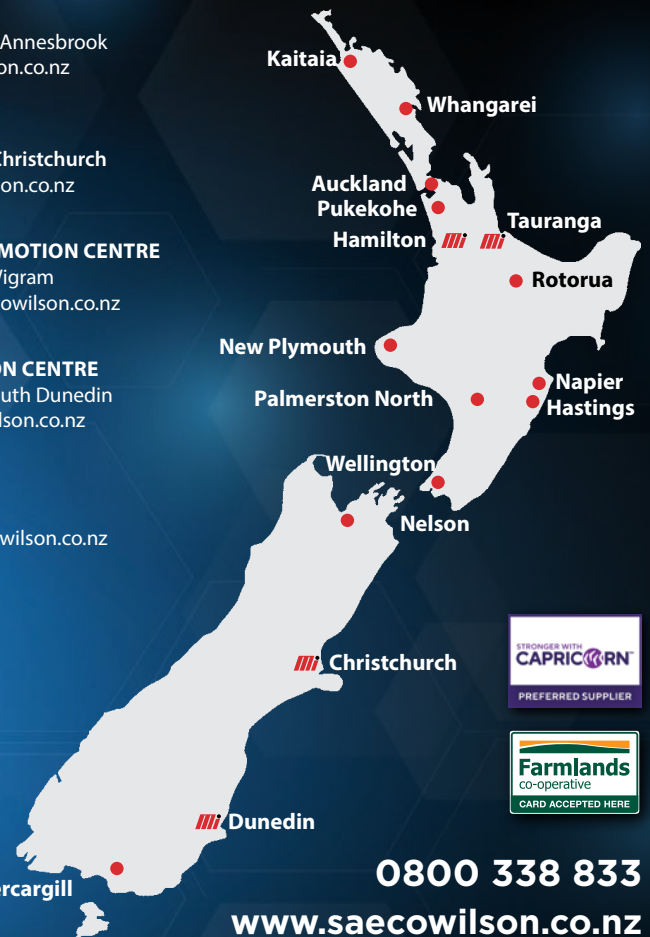 Annesbrook
on.co.nz
Christchurch
on.co.nz
MOTION CENTRE
Wigram
owilson.co.nz
ON CENTRE
uth Dunedin
lson.co.nz
wilson.co.nz
Kaitaia
Whangarei
Auckland
Pukekohe
Hamilton
Tauranga
Rotorua
New Plymouth
Napier
Palmerston North
Hastings
Wellington
Nelson
Christchurch
Dunedin
ercargill
STRONGER WITH
CAPRICORN™
PREFERRED SUPPLIER
Farmlands
co-operative
CARD ACCEPTED HERE
0800 338 833
www.saecowilson.co.nz